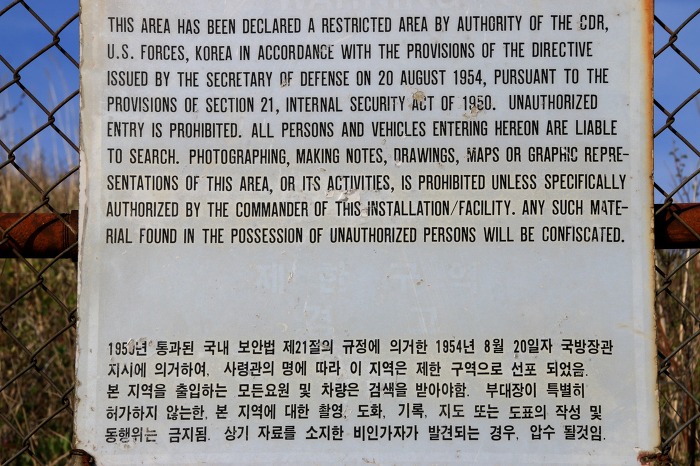 THIS AREA HAS BEEN DECLARED A RESTRICTED AREA BY AUTHORITY OF THE CDR,
U.S. FORCES, KOREA IN ACCORDANCE WITH THE PROVISIONS OF THE DIRECTIVE
ISSUED BY THE SECRETARY OF DEFENSE ON 20 AUGUST 1954, PURSUANT TO THE
PROVISIONS OF SECTION 21, INTERNAL SECURITY ACT OF 1950. UNAUTHORIZED
ENTRY IS PROHIBITED. ALL PERSONS AND VEHICLES ENTERING HEREON ARE LIABLE
TO SEARCH. PHOTOGRAPHING, MAKING NOTES, DRAWINGS, MAPS OR GRAPHIC REPRE-
SENTATIONS OF THIS AREA, OR ITS ACTIVITIES, IS PROHIBITED UNLESS SPECIFICALLY
AUTHORIZED BY THE COMMANDER OF THIS INSTALLATION/FACILITY. ANY SUCH MATE-
RIAL FOUND IN THE POSSESSION OF UNAUTHORIZED PERSONS WILL BE CONFISCATED.
1950년 통과된 국내 보안법 제21절의 규정에 의거한 1954년 8월 20일자 국방장관
지시에 의거하여, 사령관의 명에 따라 이 지역은 제한 구역으로 선포 되었음.
본 지역을 출입하는 모든요원 및 차량은 검색을 받아야함. 부대장이 특별히
허가하지 않는한, 본 지역에 대한 촬영, 도화, 기록, 지도 또는 도표의 작성 및
동행위는 금지됨. 상기 자료를 소지한 비인가자가 발견되는 경우, 압수 될것임.